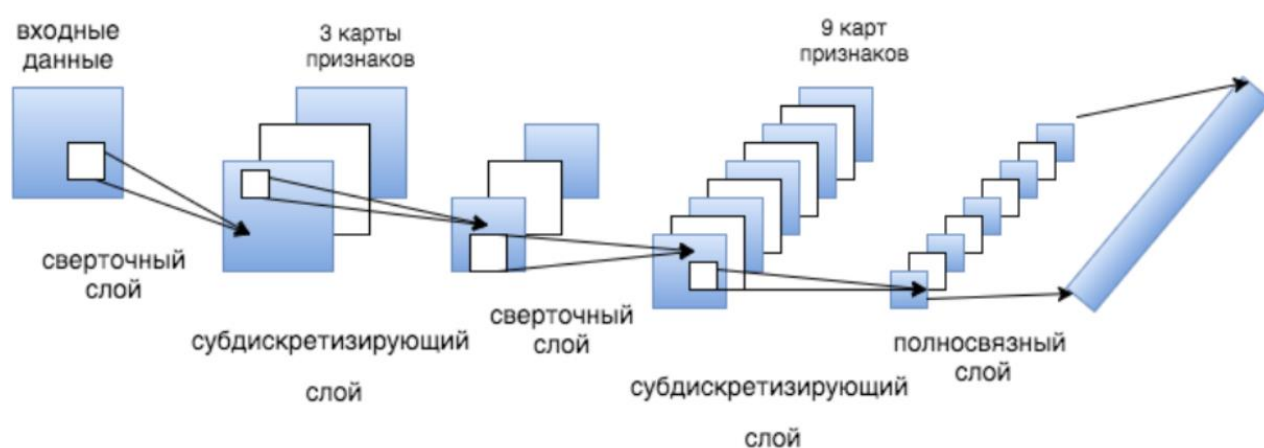 входные
данные
3 карты
признаков
9 карт
признаков
сверточный
слой
субдискретизирующий
слой
сверточный
слой
субдискретизирующий
слой
полносвязный
слой